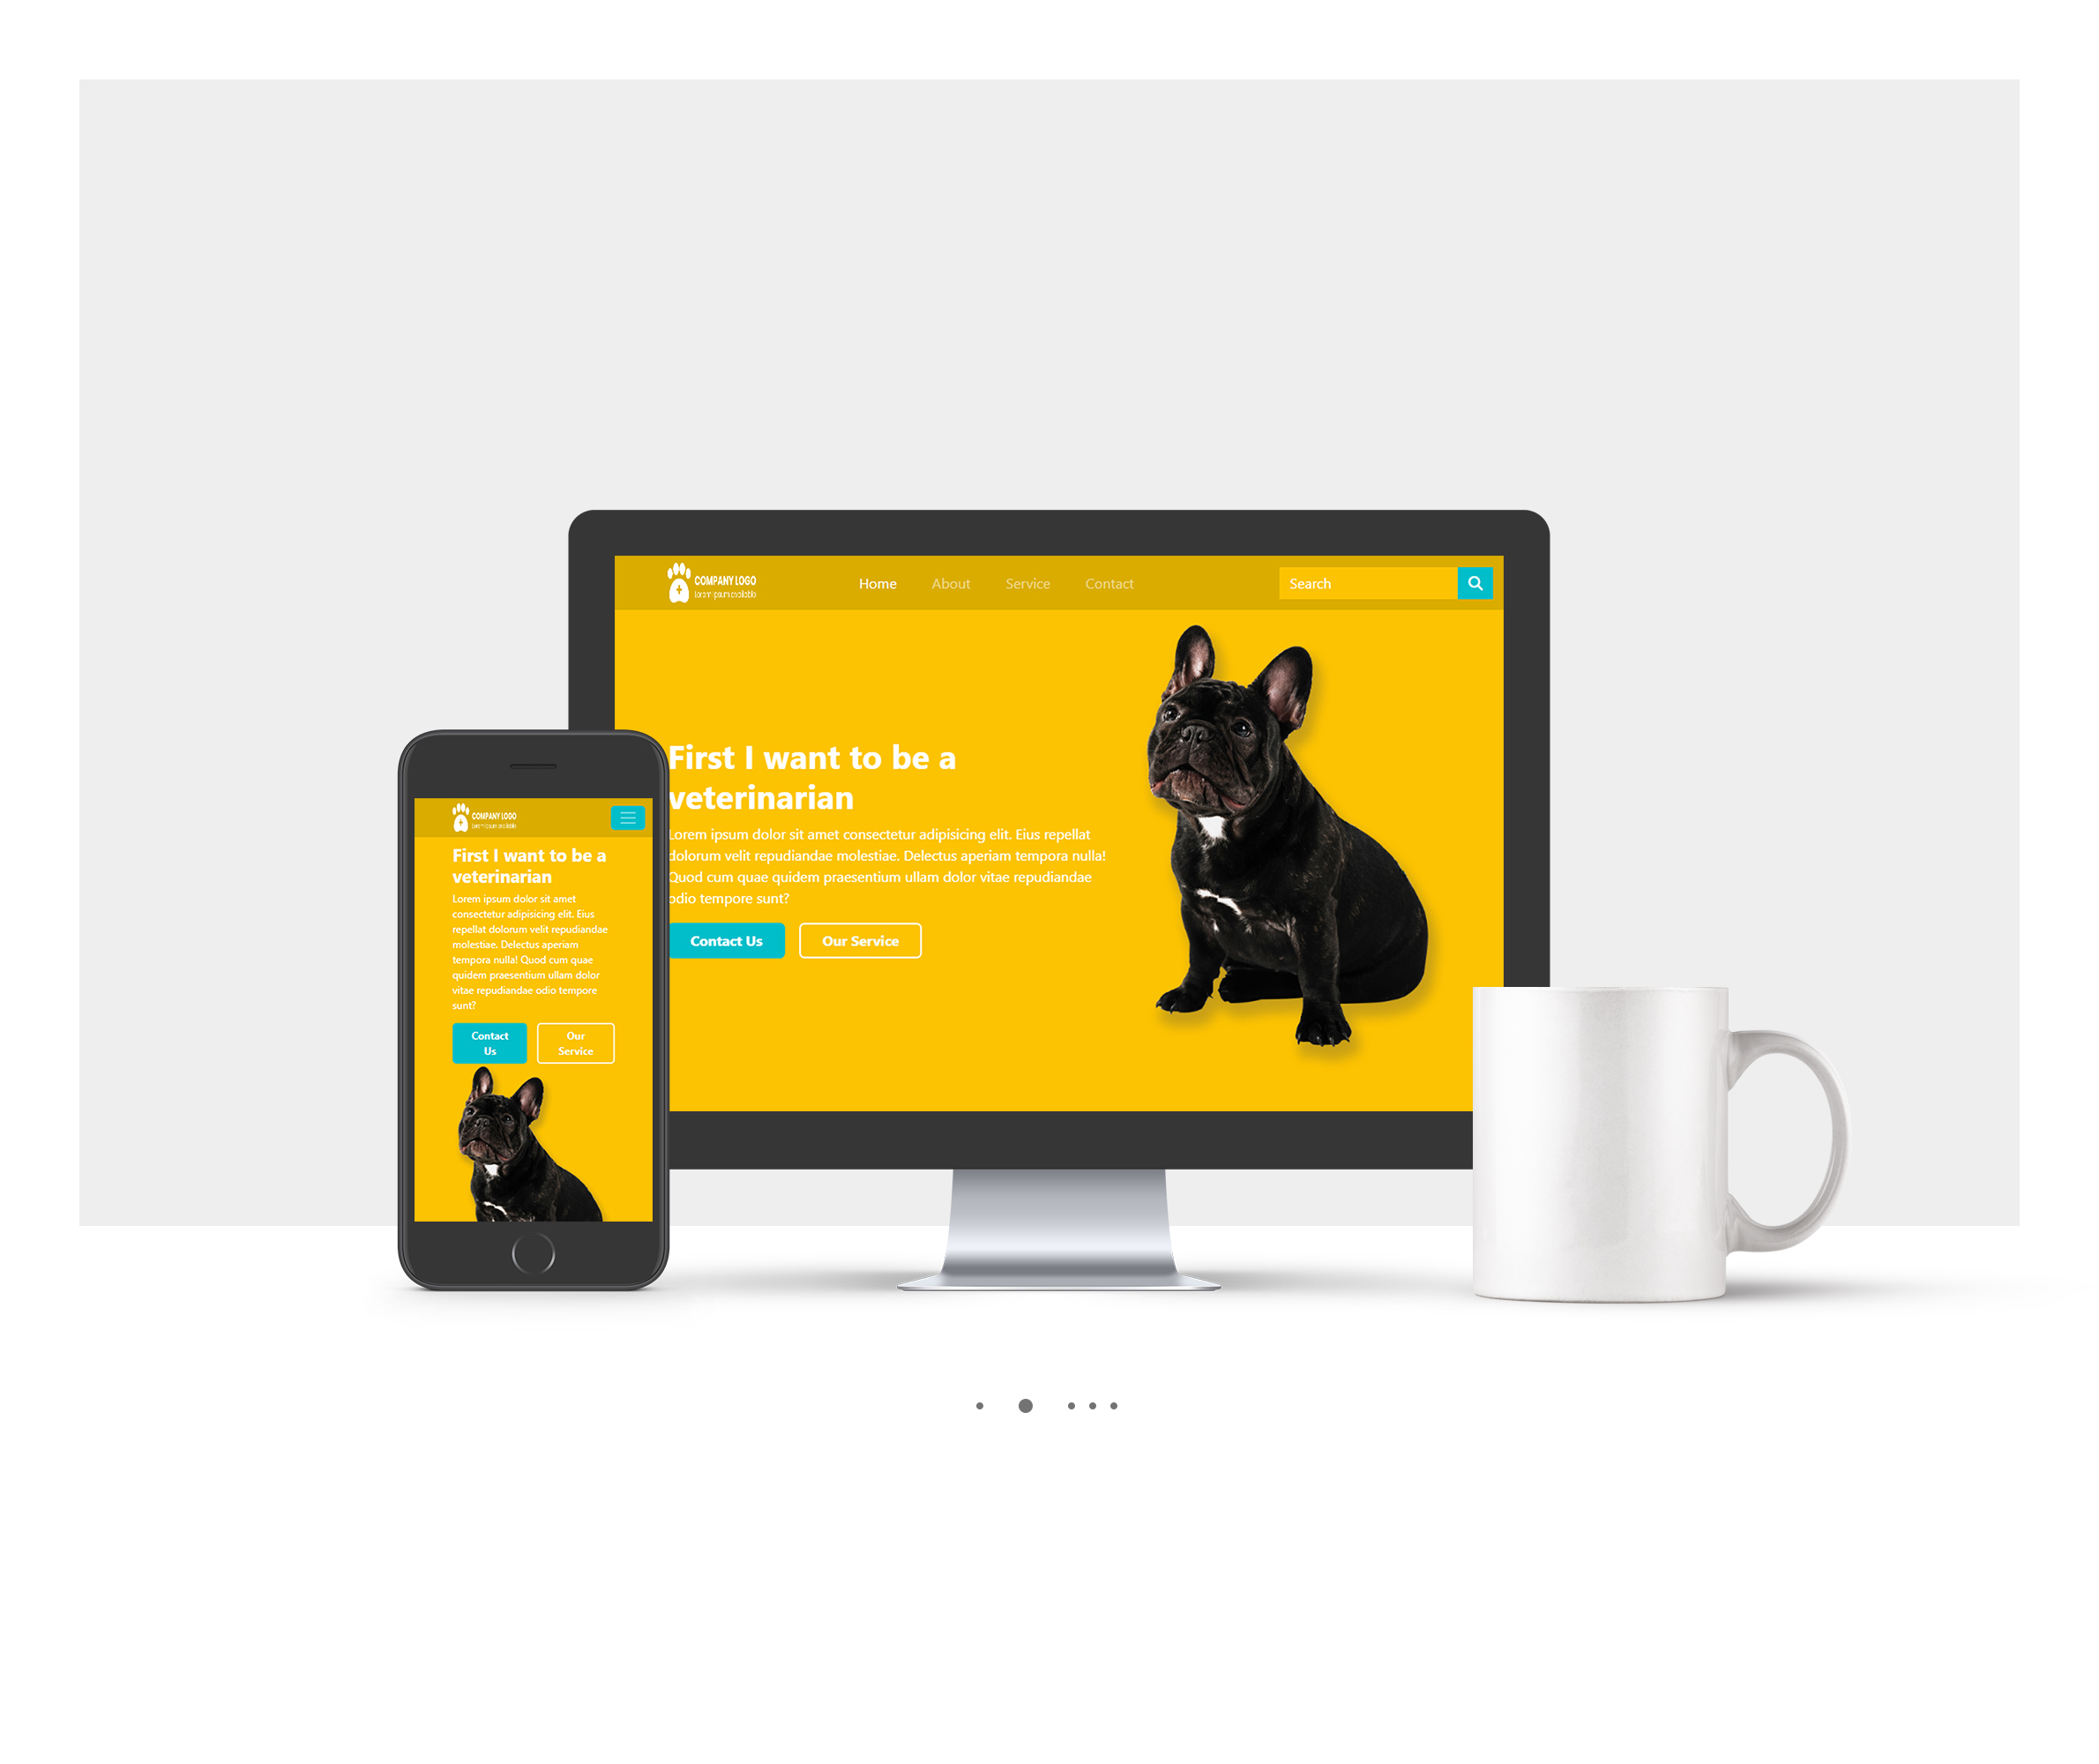 COMPANY LOGO
Lorem ipsum available
Home
About
Service
Contact
Search
First I want to be a
veterinarian
Lorem ipsum dolor sit amet consectetur adipisicing elit. Eius repellat
dolorum velit repudiandae molestiae. Delectus aperiam tempora nulla!
Quod cum quae quidem praesentium ullam dolor vitae repudiandae
odio tempore sunt?
Contact Us
Our Service
COMPANY LOGO
Lorem ipsum available
First I want to be a
veterinarian
Lorem ipsum dolor sit amet
consectetur adipisicing elit. Eius
repellat dolorum velit repudiandae
molestiae. Delectus aperiam
tempora nulla! Quod cum quae
quidem praesentium ullam dolor
vitae repudiandae odio tempore
sunt?
Contact
Us
Our
Service